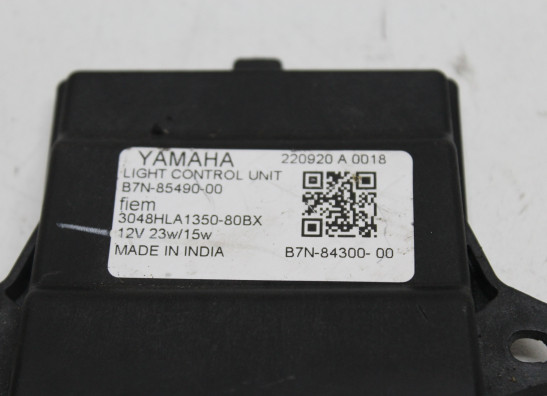 YAMAHA 220920 A 0018
LIGHT CONTROL UNIT
B7N-85490-00
fiem
3048HLA1350-80BX
12V 23w/15w
MADE IN INDIA B7N-84300- 00